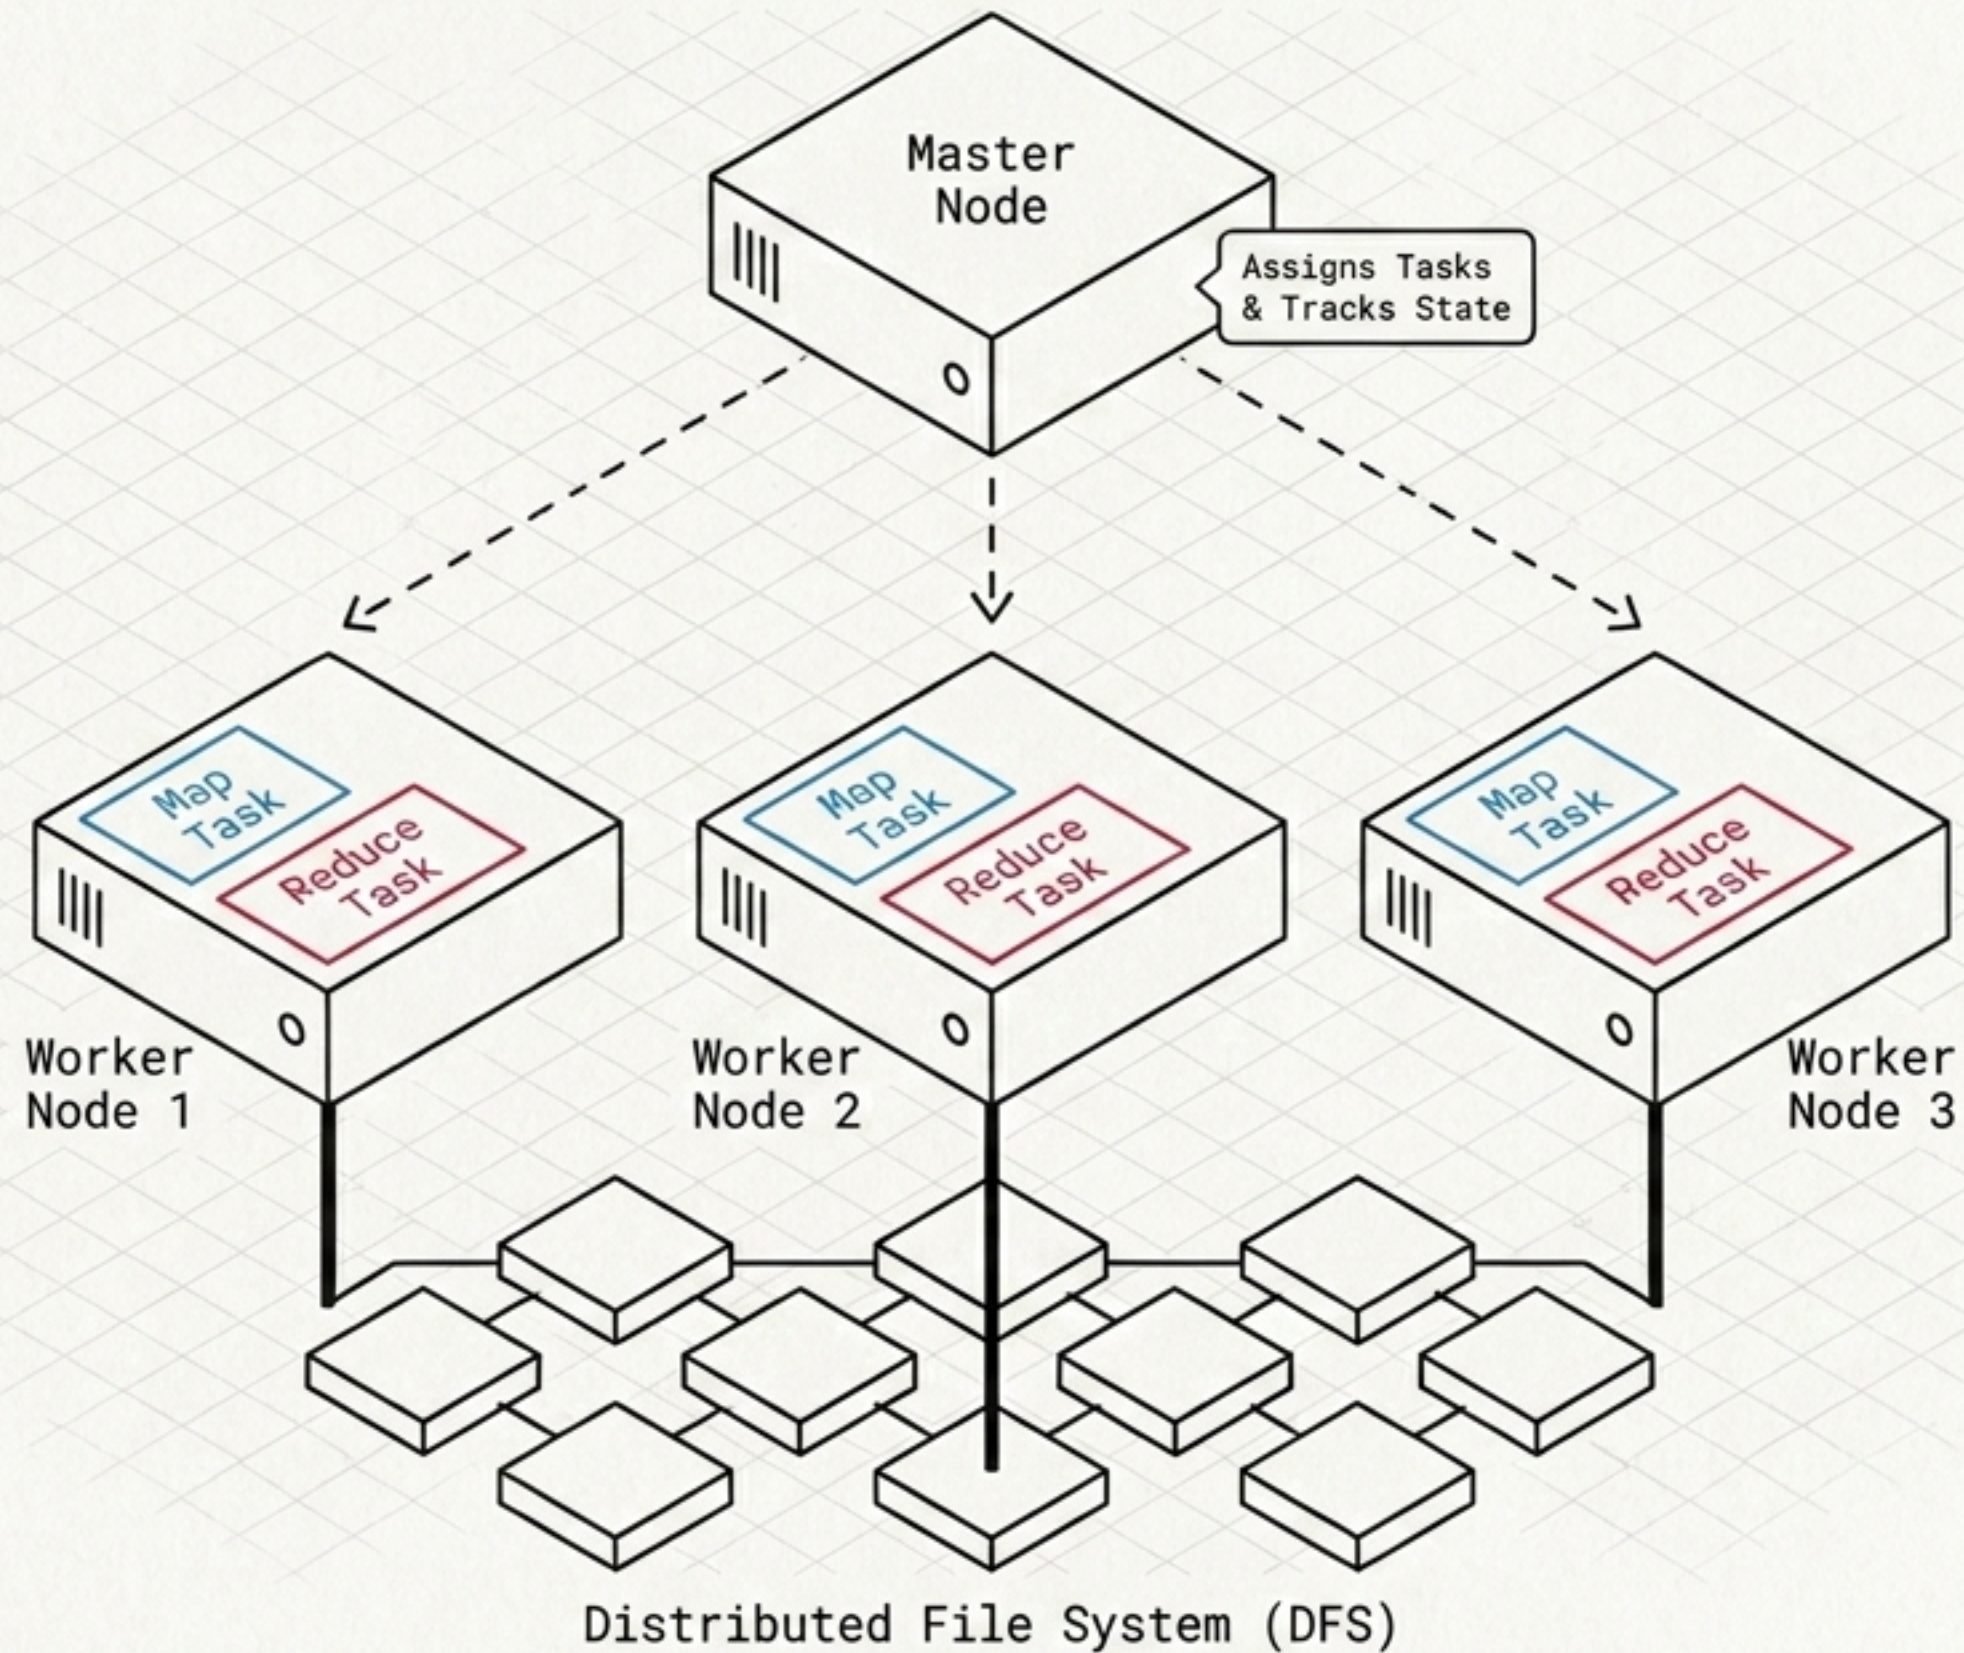 Master
Node
Assigns Tasks
& Tracks State
Map
Task
Reduce
Task
Map
Task
Reduce
Task
Map
Task
Reduce
Task
Worker
Node 1
Worker
Node 2
Worker
Node 3
Distributed File System (DFS)